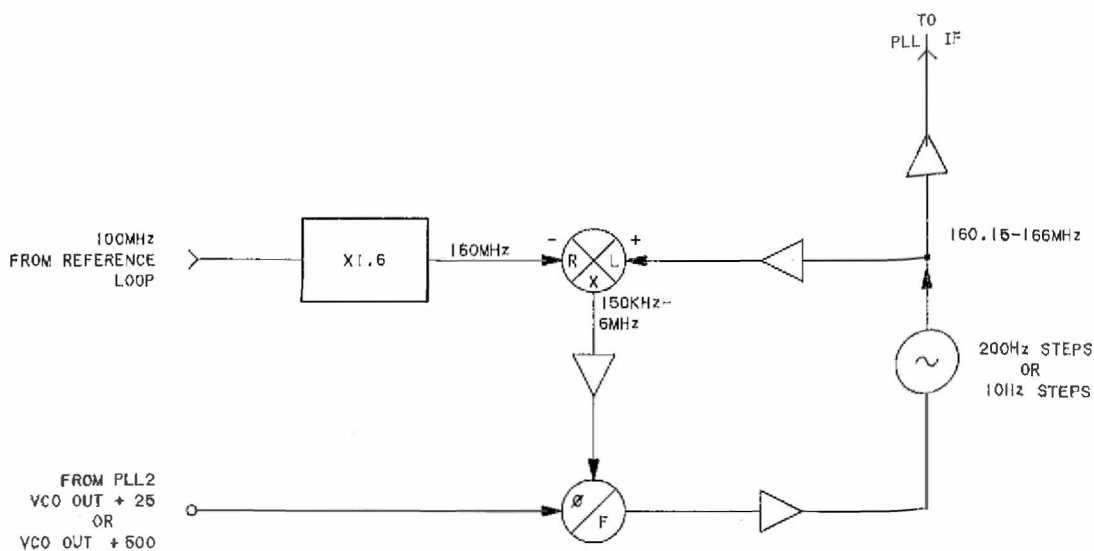 TO
PLL IF
100MHz
FROM REFERENCE
LOOP
X1.6
160MHz
-
+
R
L
X
160.15-166MHz
150KHz-
6MHz
200Hz STEPS
OR
10Hz STEPS
FROM PLL2
VCO OUT + 25
OR
VCO OUT +500
Ø
F